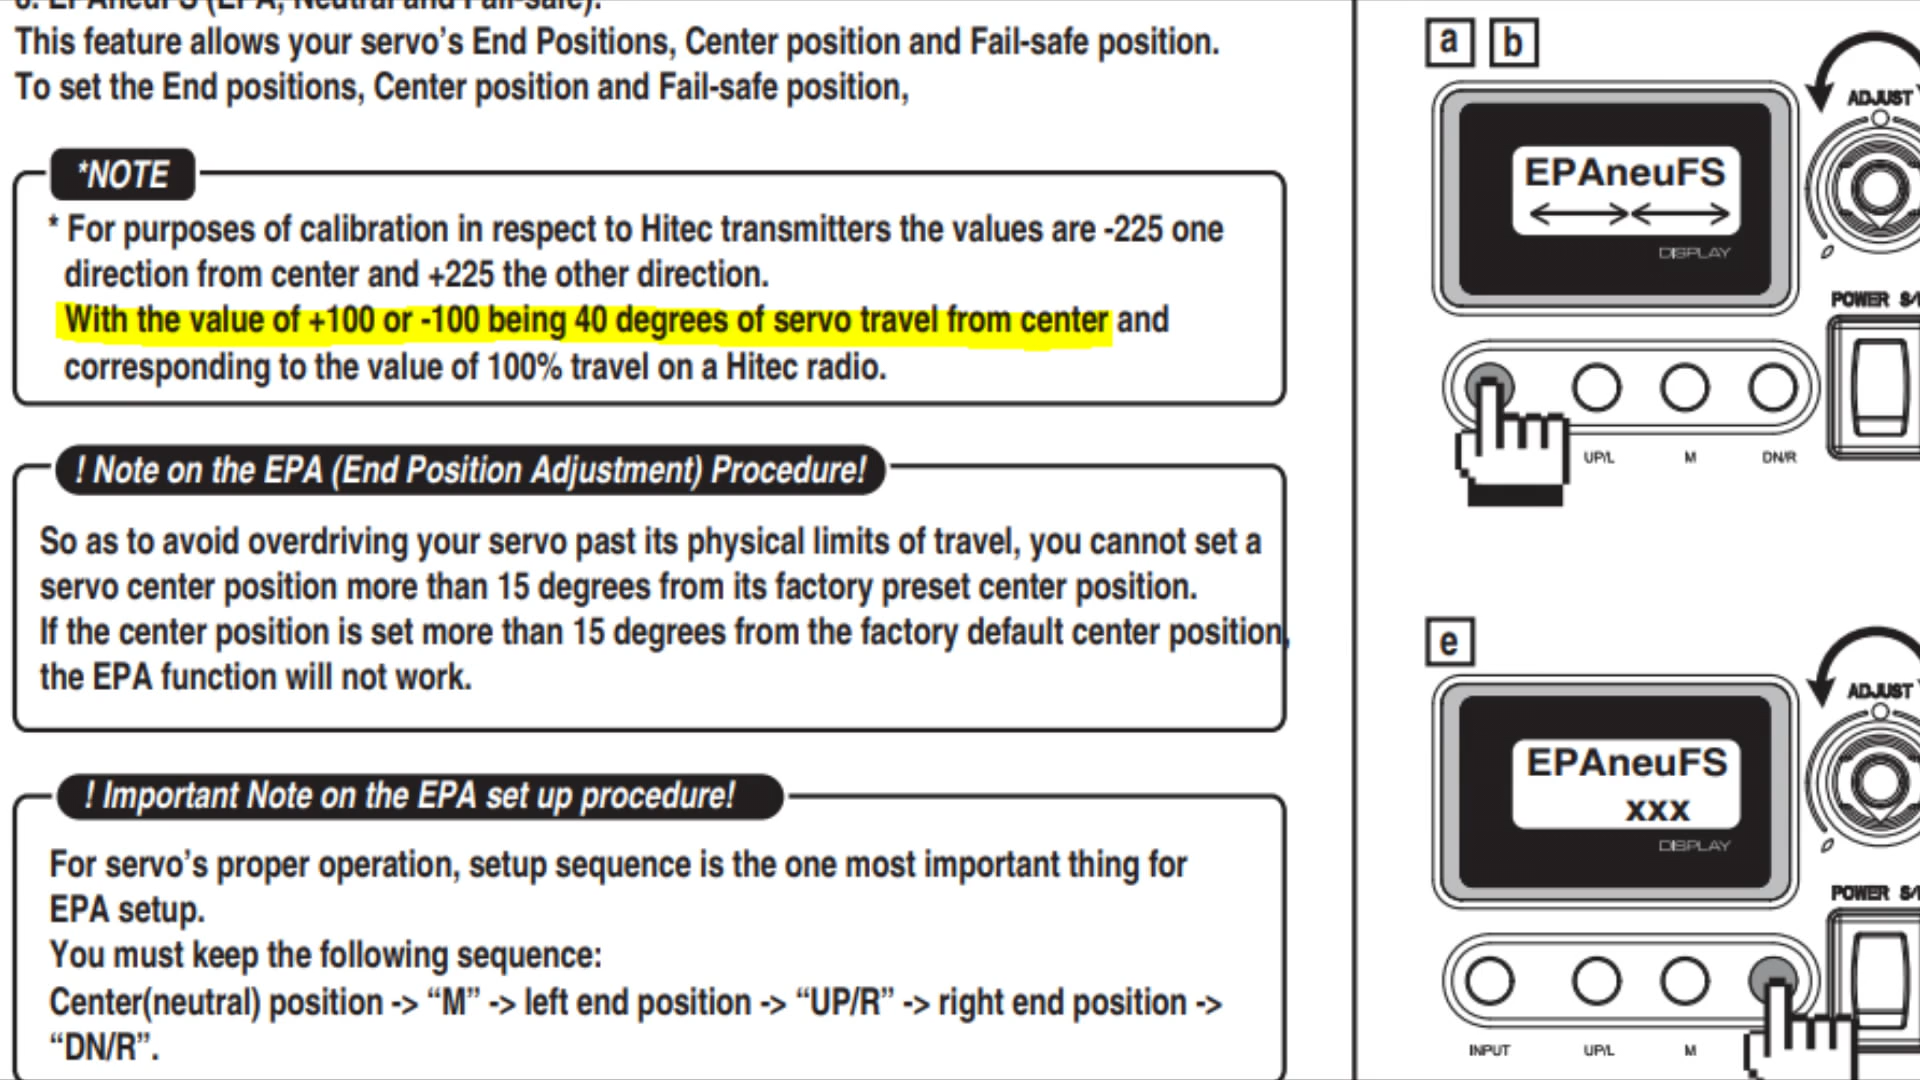 This feature allows your servo's End Positions, Center position and Fail-safe position.
To set the End positions, Center position and Fail-safe position,
*NOTE
* For purposes of calibration in respect to Hitec transmitters the values are -225 one
direction from center and +225 the other direction.
With the value of +100 or -100 being 40 degrees of servo travel from center and
corresponding to the value of 100% travel on a Hitec radio.
! Note on the EPA (End Position Adjustment) Procedure!
So as to avoid overdriving your servo past its physical limits of travel, you cannot set a
servo center position more than 15 degrees from its factory preset center position.
If the center position is set more than 15 degrees from the factory default center position,
the EPA function will not work.
! Important Note on the EPA set up procedure!
For servo's proper operation, setup sequence is the one most important thing for
EPA setup.
You must keep the following sequence:
Center(neutral) position -> “M” -> left end position -> “UP/R” -> right end position ->
“DN/R”.
a b
ADJUST
EPAneuFS
DISPLAY
POWER
UP/L M DN/R
e
ADJUST
EPAneuFS
xxx
DISPLAY
POWER
INPUT UP/L M